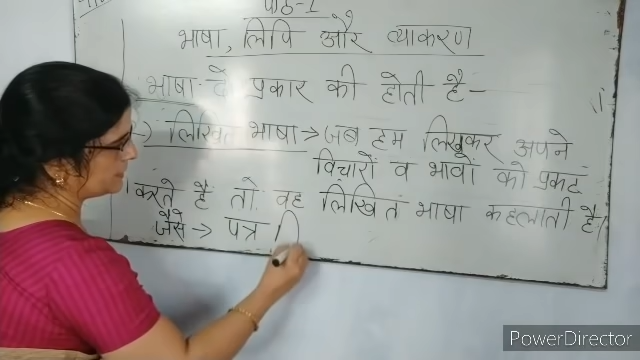 पाठ-1
भाषा, लिपि और व्याकरण
भाषा दो प्रकार की होती है-
लिखित भाषा → जब हम लिखकर अपने
विचारों व भावों को प्रकट
करते है तो वह लिखित भाषा कहलाती है।
जैसे → पत्र
PowerDirector